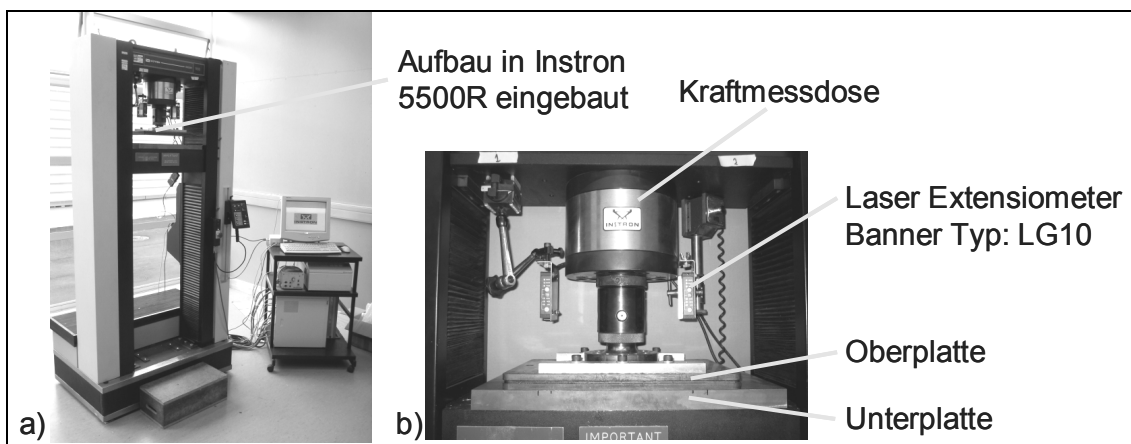 Aufbau in Instron
5500R eingebaut
Kraftmessdose
Laser Extensiometer
Banner Typ: LG10
Oberplatte
Unterplatte
a)
b)
INSTRON
IMPORTANT